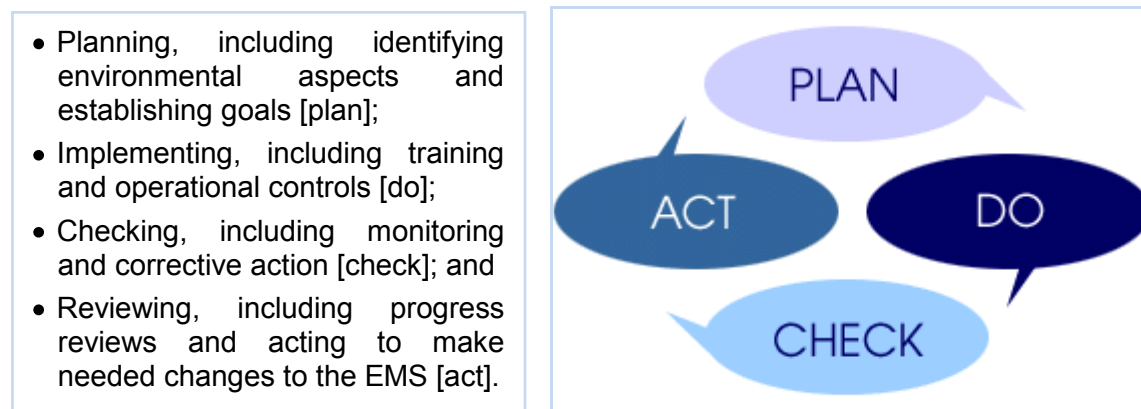 • Planning, including identifying
environmental aspects and
establishing goals [plan];
• Implementing, including training
and operational controls [do];
• Checking, including monitoring
and corrective action [check]; and
• Reviewing, including progress
reviews and acting to make
needed changes to the EMS [act].
PLAN
DO
CHECK
ACT